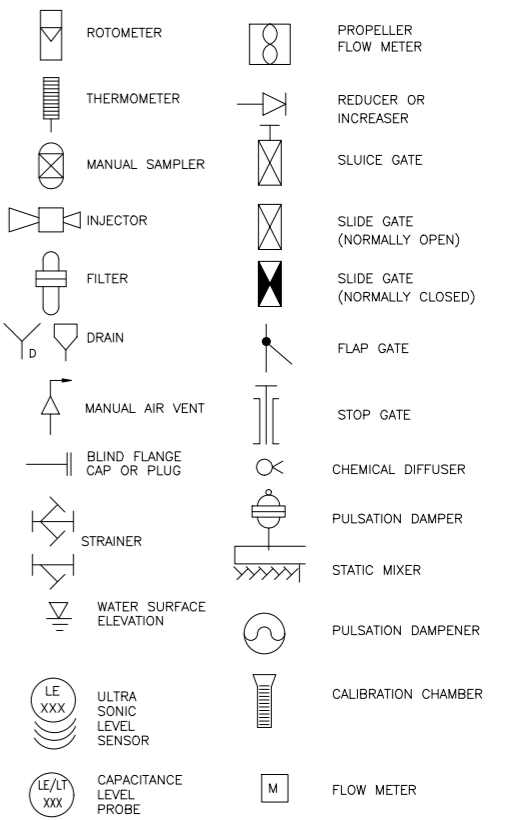 ROTOMETER
THERMOMETER
MANUAL SAMPLER
INJECTOR
FILTER
D
DRAIN
MANUAL AIR VENT
BLIND FLANGE
CAP OR PLUG
STRAINER
WATER SURFACE
ELEVATION
LE
XXX
ULTRA
SONIC
LEVEL
SENSOR
LE/LT
XXX
CAPACITANCE
LEVEL
PROBE
PROPELLER
FLOW METER
REDUCER OR
INCREASER
SLUICE GATE
SLIDE GATE
(NORMALLY OPEN)
SLIDE GATE
(NORMALLY CLOSED)
FLAP GATE
STOP GATE
CHEMICAL DIFFUSER
PULSATION DAMPER
STATIC MIXER
PULSATION DAMPENER
CALIBRATION CHAMBER
M
FLOW METER